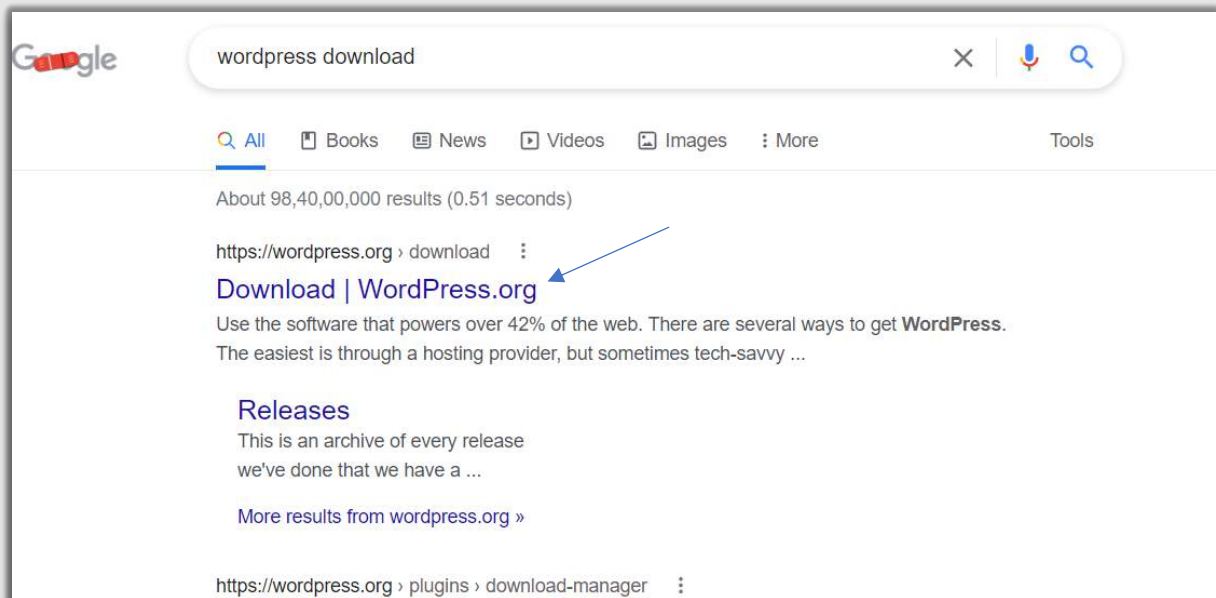 Google
wordpress download
All Books News Videos Images More Tools
About 98,40,00,000 results (0.51 seconds)
https://wordpress.org › download
Download | WordPress.org
Use the software that powers over 42% of the web. There are several ways to get WordPress.
The easiest is through a hosting provider, but sometimes tech-savvy ...
Releases
This is an archive of every release
we've done that we have a ...
More results from wordpress.org »
https://wordpress.org › plugins › download-manager